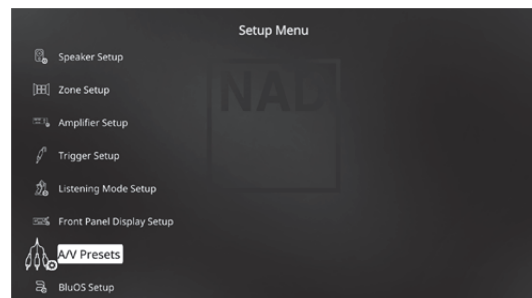 Setup Menu
Speaker Setup
NAD
Zone Setup
Amplifier Setup
Trigger Setup
Listening Mode Setup
Front Panel Display Setup
A/V Presets
BluOS Setup